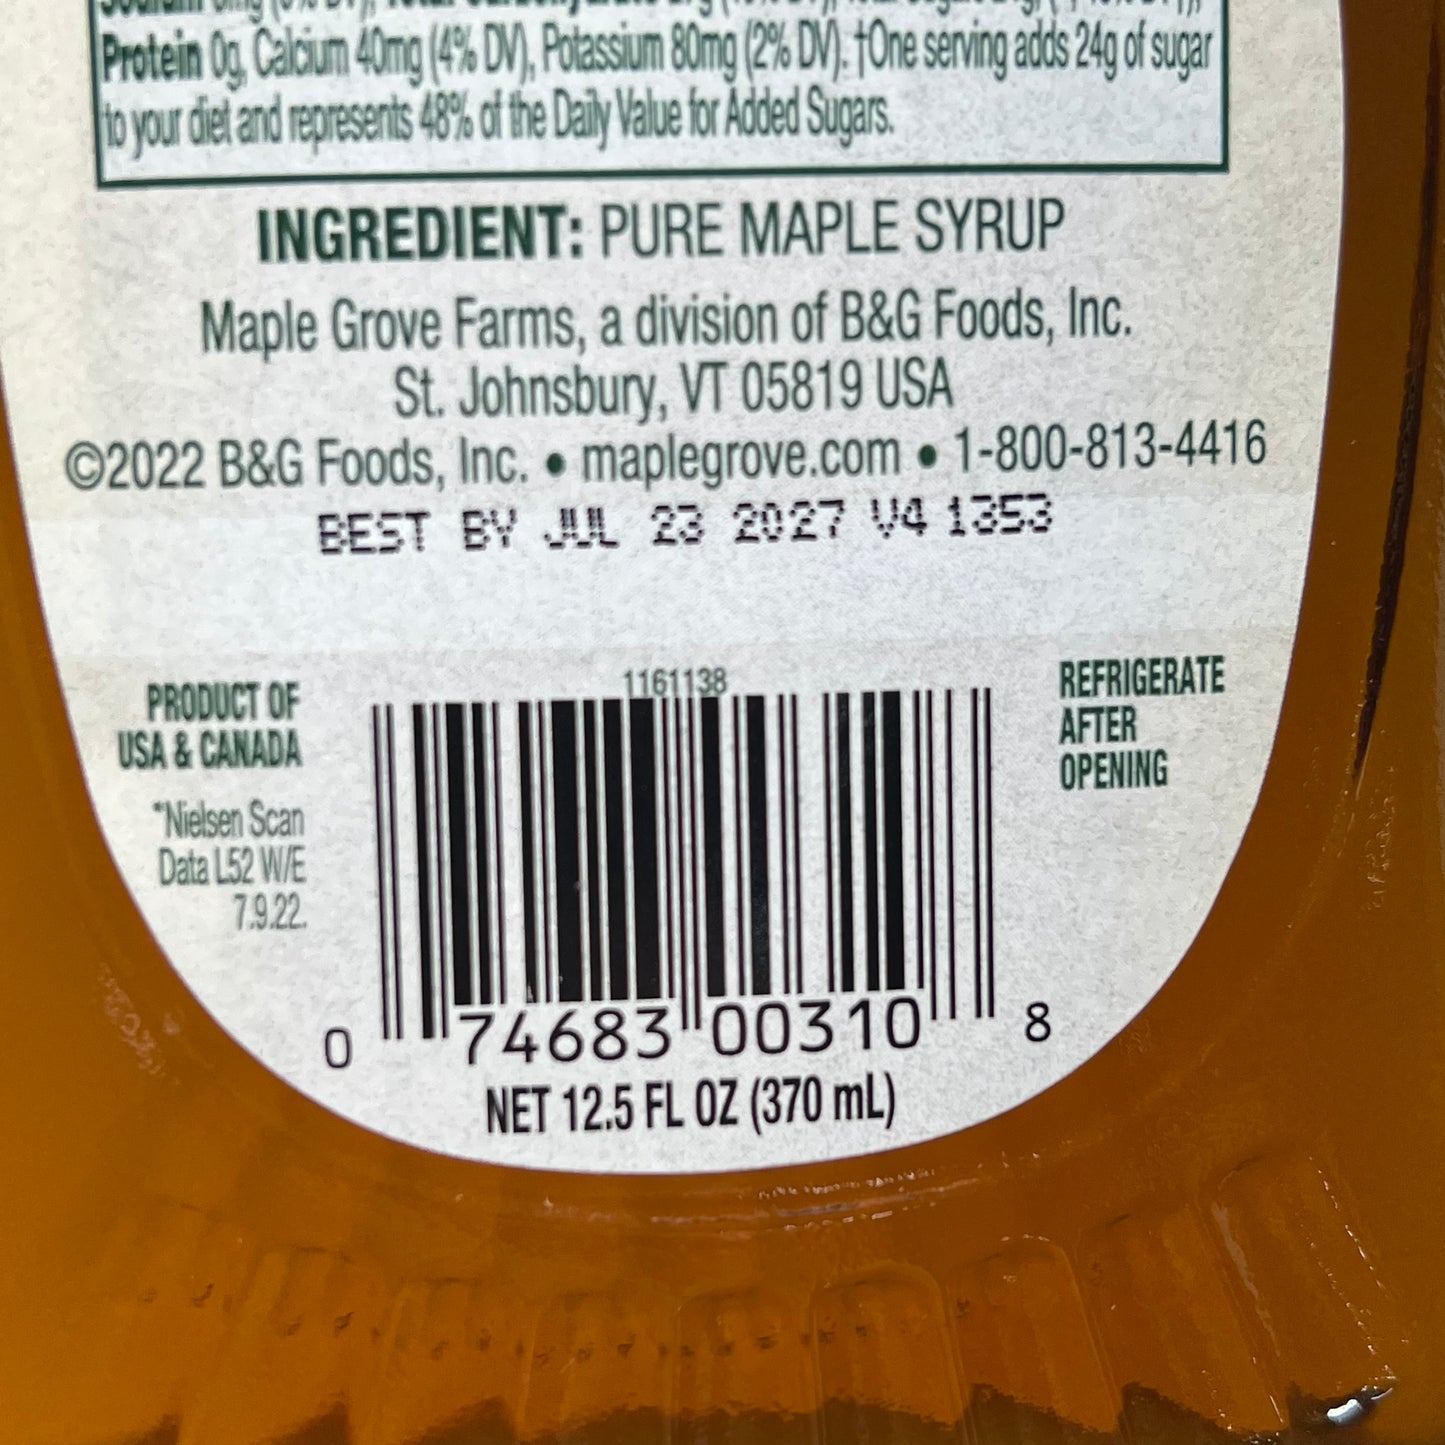 Protein 0g, Calcium 40mg (4% DV), Potassium 80mg (2% DV). †One serving adds 24g of sugar
to your diet and represents 48% of the Daily Value for Added Sugars.
INGREDIENT: PURE MAPLE SYRUP
Maple Grove Farms, a division of B&G Foods, Inc.
St. Johnsbury, VT 05819 USA
©2022 B&G Foods, Inc. • maplegrove.com • 1-800-813-4416
BEST BY JUL 23 2027 V4 1353
PRODUCT OF
USA & CANADA
*Nielsen Scan
Data L52 W/E
7.9.22.
1161138
0 74683 00310 8
REFRIGERATE
AFTER
OPENING
NET 12.5 FL OZ (370 mL)